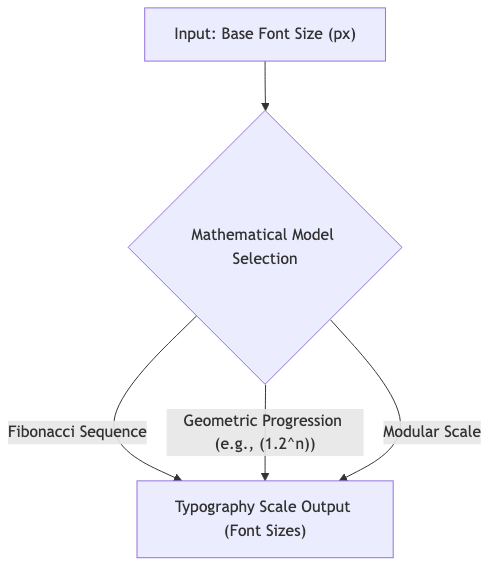 Input: Base Font Size (px)
Mathematical Model
Selection
Fibonacci Sequence
Geometric Progression
(e.g., (1.2^n))
Modular Scale
Typography Scale Output
(Font Sizes)